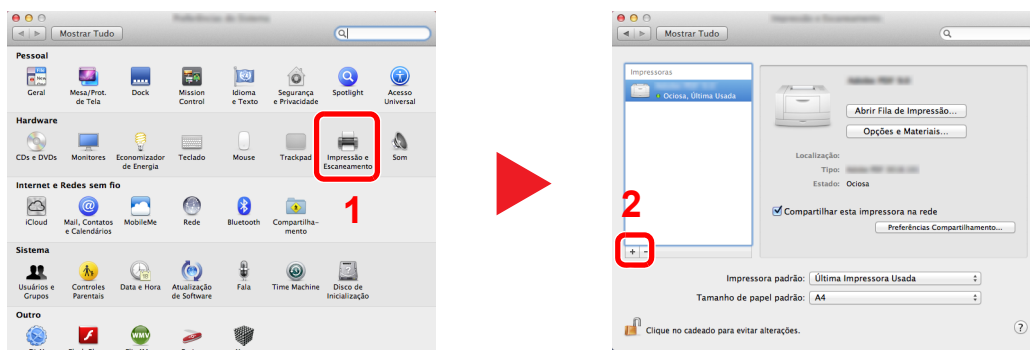 Mostrar Tudo
Pessoal
Geral
Mesa/Prot.
de Tela
Dock
Mission
Control
Idioma
e Texto
Segurança
e Privacidade
Spotlight
Acesso
Universal
Hardware
CDs e DVDs
Monitores
Economizador
de Energia
Teclado
Mouse
Trackpad
Impressão e
Escaneamento
Som
1
Internet e Redes sem fio
iCloud
Mail, Contatos
e Calendários
MobileMe
Rede
Bluetooth
Compartilha-
mento
Sistema
Usuários e
Grupos
Controles
Parentais
Data e Hora
Atualização
de Software
Fala
Time Machine
Disco de
Inicialização
Outro
WMV
Mostrar Tudo
Impressoras
Ociosa, Última Usada
2
+ −
Abrir Fila de Impressão...
Opções e Materiais...
Localização:
Tipo:
Estado: Ociosa
Compartilhar esta impressora na rede
Preferências Compartilhamento...
Impressora padrão: Última Impressora Usada
Tamanho de papel padrão: A4
Clique no cadeado para evitar alterações.
?